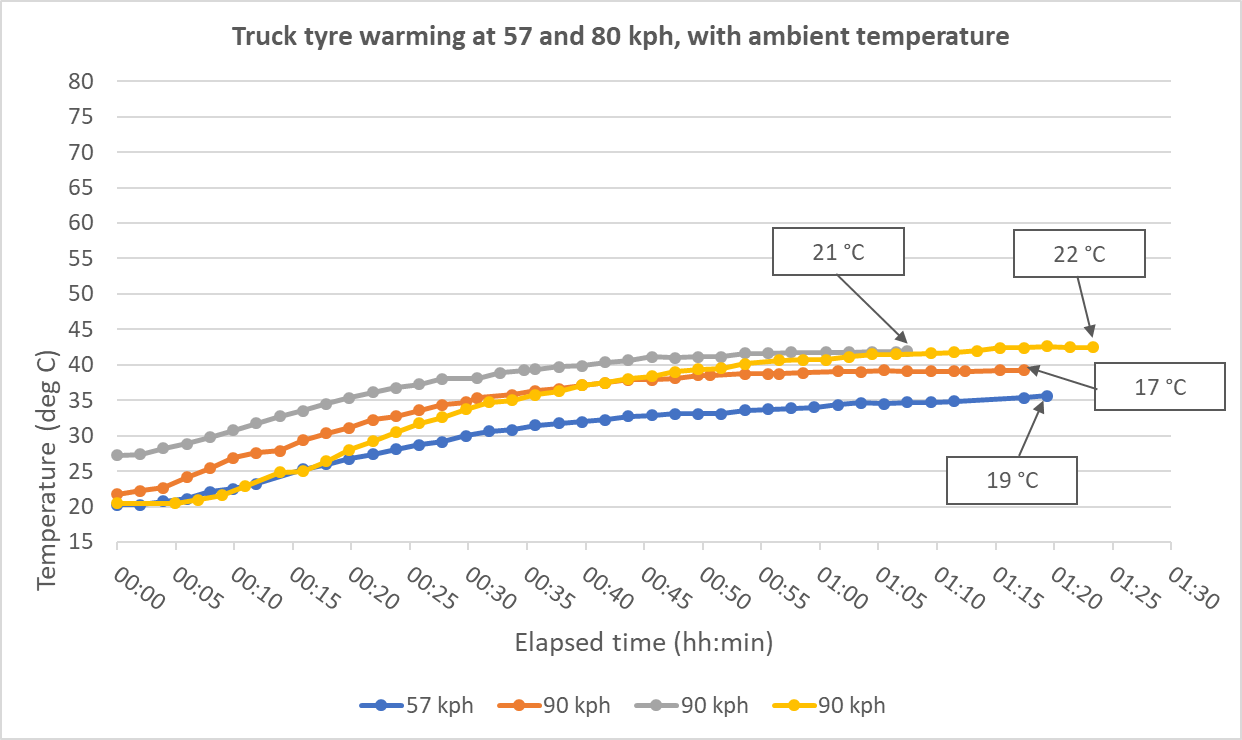 Truck tyre warming at 57 and 80 kph, with ambient temperature
80
75
70
65
60
55
50
45
40
35
30
25
20
15
Temperature (deg C)
21 °C
22 °C
17 °C
19 °C
00:00 00:05 00:10 00:15 00:20 00:25 00:30 00:35 00:40 00:45 00:50 00:55 01:00 01:05 01:10 01:15 01:20 01:25 01:30
Elapsed time (hh:min)
57 kph 90 kph 90 kph 90 kph